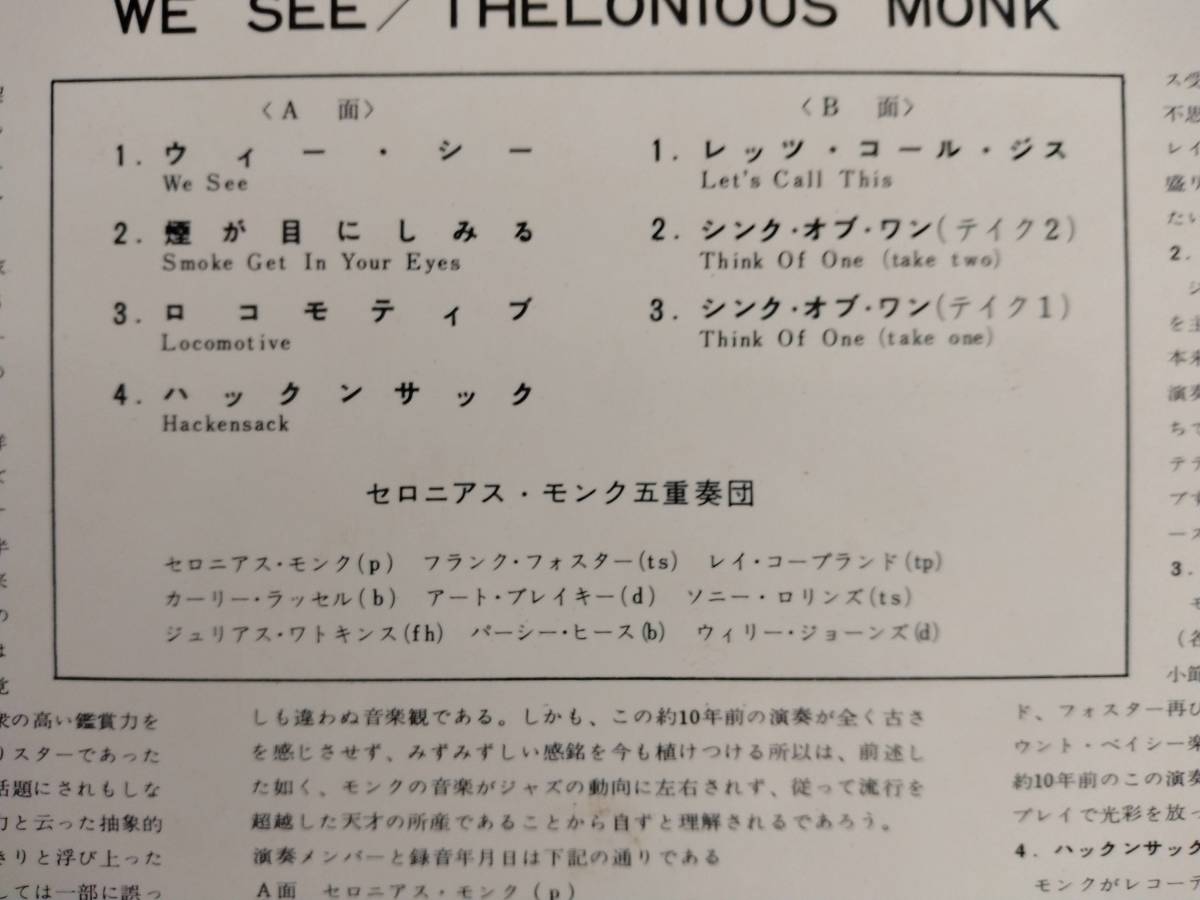 WE SEE / THELONIOUS MONK
〈A 面〉
1. ウィー・シー
We See
2. 煙が目にしみる
Smoke Get In Your Eyes
3. ロコモティブ
Locomotive
4. ハックンサック
Hackensack
〈B 面〉
1. レッツ・コール・ジス
Let's Call This
2. シンク・オブ・ワン(テイク2)
Think Of One (take two)
3. シンク・オブ・ワン(テイク1)
Think Of One (take one)
セロニアス・モンク五重奏団
セロニアス・モンク(p) フランク・フォスター(ts) レイ・コープランド(tp)
カーリー・ラッセル(b) アート・ブレイキー(d) ソニー・ロリンズ(ts)
ジュリアス・ワトキンス(fh) パーシー・ヒース(b) ウィリー・ジョーンズ(d)
衆の高い鑑賞力を
リスターであった
話題にされもしな
力と云った抽象的
きりと浮び上った
しては一部に誤っ
しも違わぬ音楽観である。しかも、この約10年前の演奏が全く古さ
を感じさせず、みずみずしい感銘を今も植けつける所以は、前述し
た如く、モンクの音楽がジャズの動向に左右されず、従って流行を
超越した天才の所産であることから自ずと理解されるであろう。
演奏メンバーと録音年月日は下記の通りである
A面 セロニアス・モンク(p)
ス受
不思
レイ
盛り
たい
2.
ジ
を主
本来
演奏
ちで
テテ
ブ
ース
3.
モ
(各
小節
ド、フォスター再び
ウント・ベイシー楽
約10年前のこの演奏
プレイで光彩を放っ
4. ハックンサック
モンクがレコーデ